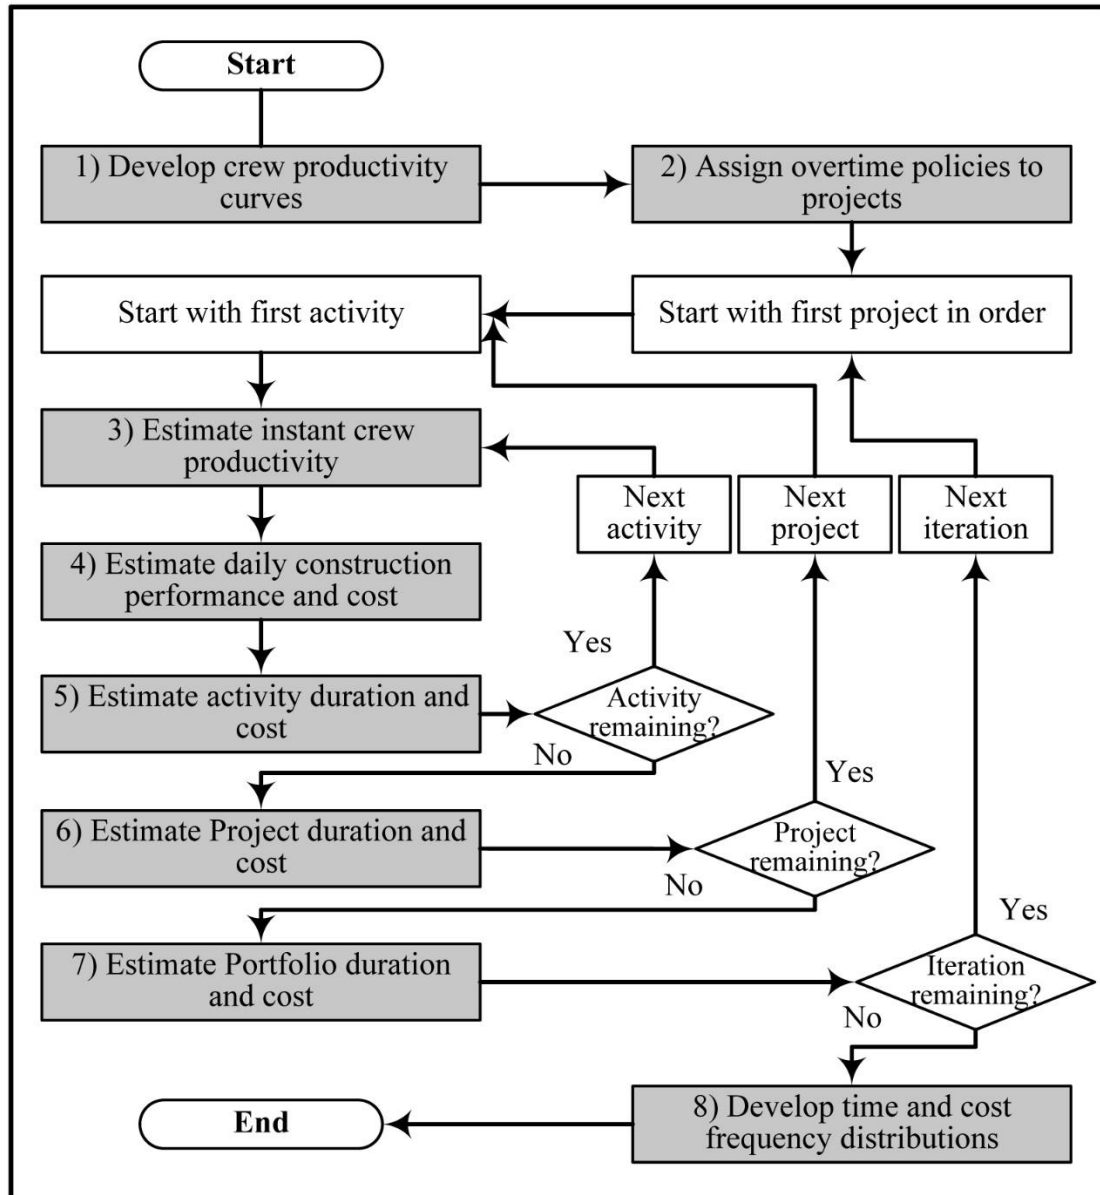 Start
1) Develop crew productivity
curves
2) Assign overtime policies to
projects
Start with first activity
Start with first project in order
3) Estimate instant crew
productivity
Next
activity
Next
project
Next
iteration
4) Estimate daily construction
performance and cost
Yes
5) Estimate activity duration and
cost
Activity
remaining?
No
Yes
6) Estimate Project duration and
cost
Project
remaining?
No
Yes
7) Estimate Portfolio duration
and cost
Iteration
remaining?
No
8) Develop time and cost
frequency distributions
End